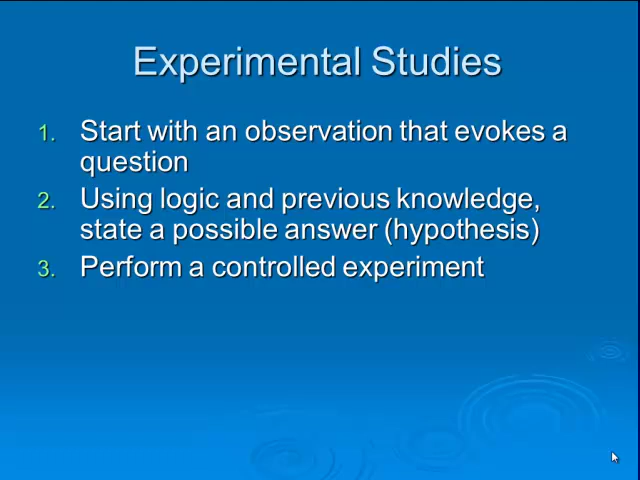 Experimental Studies
1. Start with an observation that evokes a
question
2. Using logic and previous knowledge,
state a possible answer (hypothesis)
3. Perform a controlled experiment